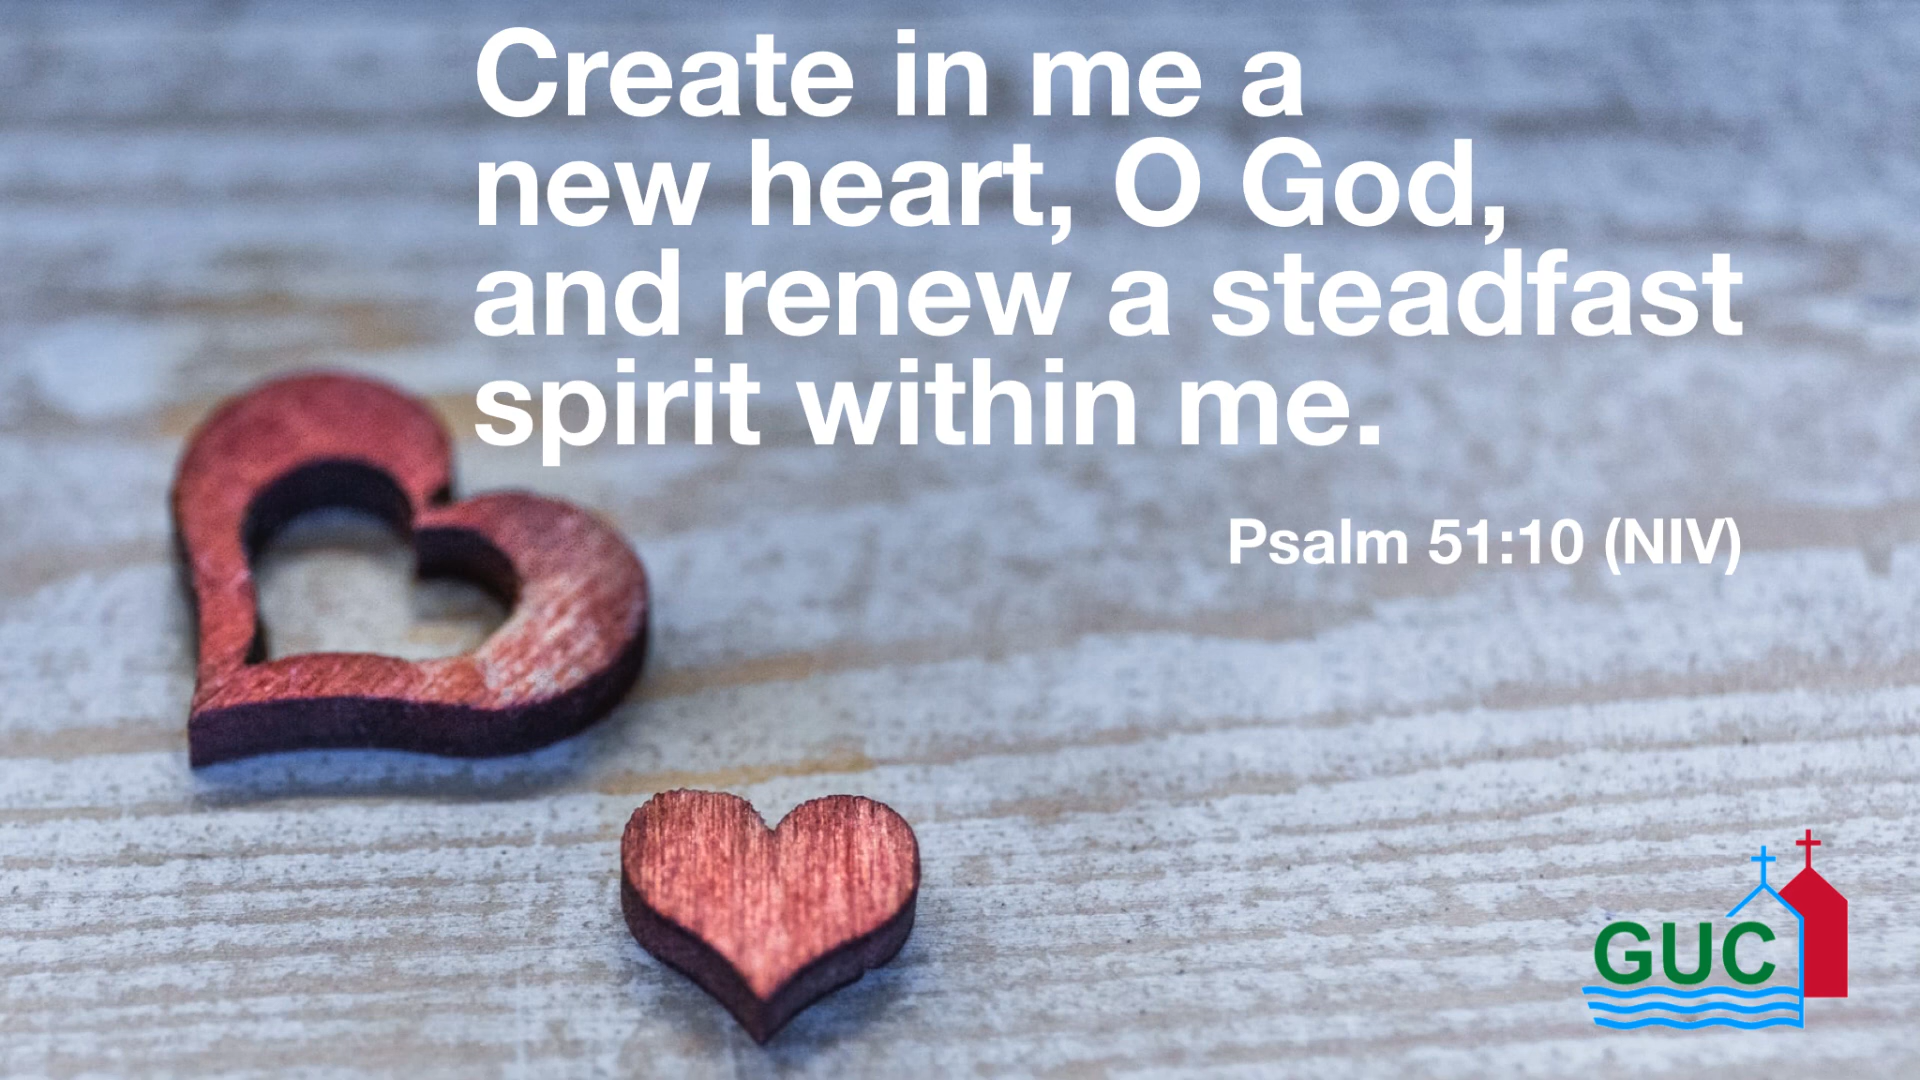 Create in me a
new heart, O God,
and renew a steadfast
spirit within me.
Psalm 51:10 (NIV)
GUC